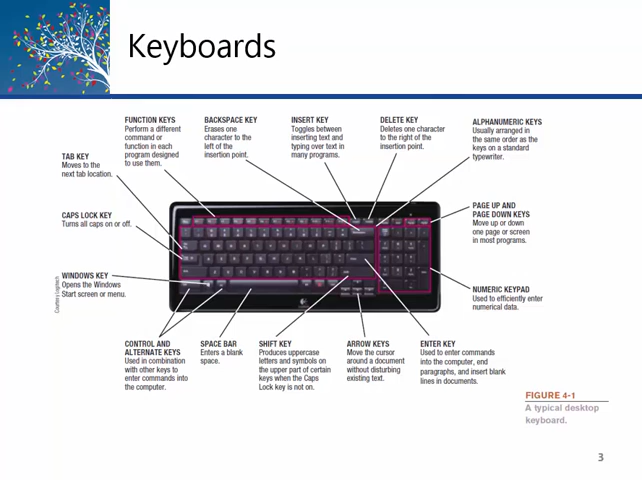 Keyboards
FUNCTION KEYS
Perform a different
command or
function in each
program designed
to use them.
BACKSPACE KEY
Erases one
character to the
left of the
insertion point.
INSERT KEY
Toggles between
inserting text and
typing over text in
many programs.
DELETE KEY
Deletes one character
to the right of the
insertion point.
ALPHANUMERIC KEYS
Usually arranged in
the same order as the
keys on a standard
typewriter.
TAB KEY
Moves to the
next tab location.
CAPS LOCK KEY
Turns all caps on or off.
PAGE UP AND
PAGE DOWN KEYS
Move up or down
one page or screen
in most programs.
WINDOWS KEY
Opens the Windows
Start screen or menu.
NUMERIC KEYPAD
Used to efficiently enter
numerical data.
Courtesy Logitech
CONTROL AND
ALTERNATE KEYS
Used in combination
with other keys to
enter commands into
the computer.
SPACE BAR
Enters a blank
space.
SHIFT KEY
Produces uppercase
letters and symbols on
the upper part of certain
keys when the Caps
Lock key is not on.
ARROW KEYS
Move the cursor
around a document
without disturbing
existing text.
ENTER KEY
Used to enter commands
into the computer, end
paragraphs, and insert blank
lines in documents.
FIGURE 4-1
A typical desktop
keyboard.
3